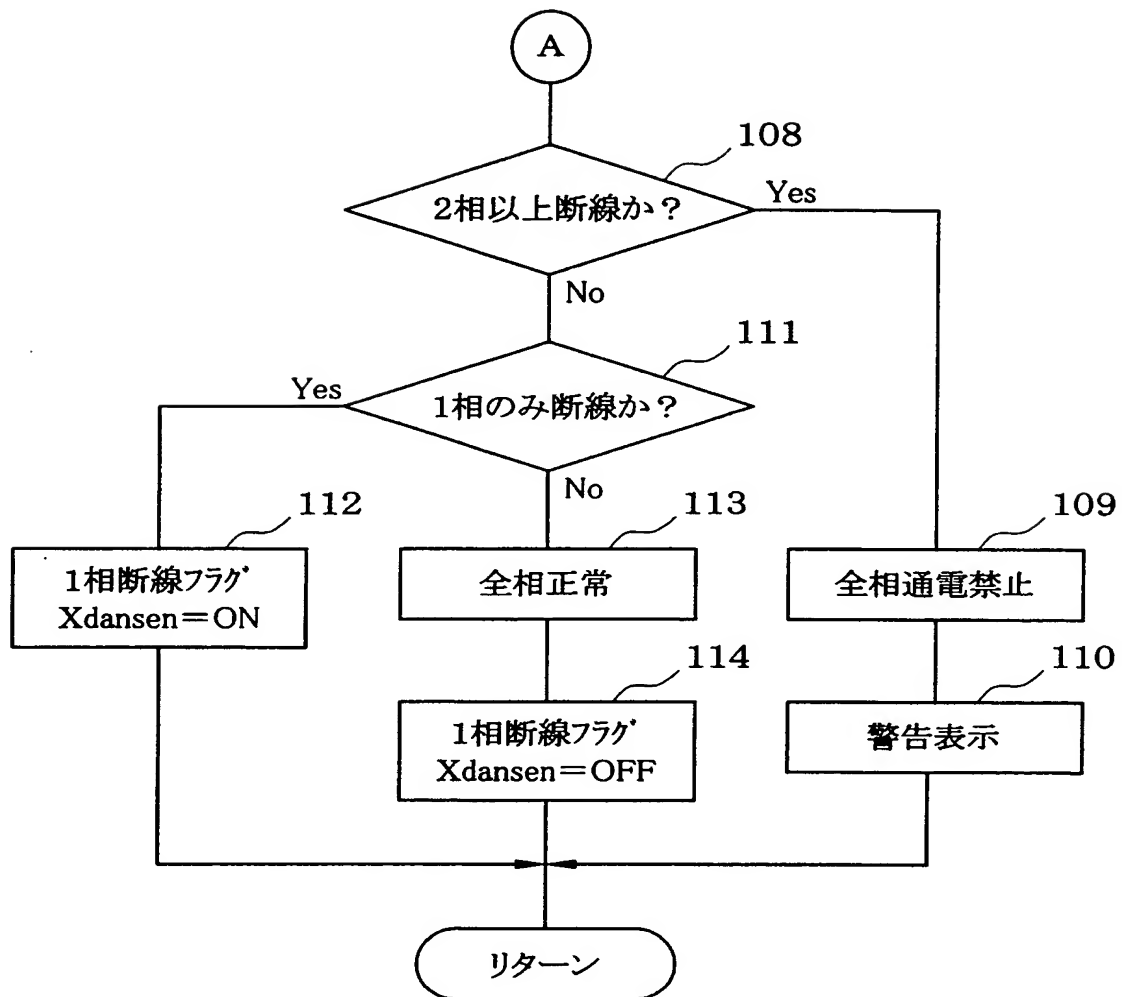 A
108
2相以上断線か?
Yes
No
111
Yes
1相のみ断線か?
No
112
113
109
1相断線フラグ
Xdansen=ON
全相正常
全相通電禁止
114
110
1相断線フラグ
Xdansen=OFF
警告表示
リターン